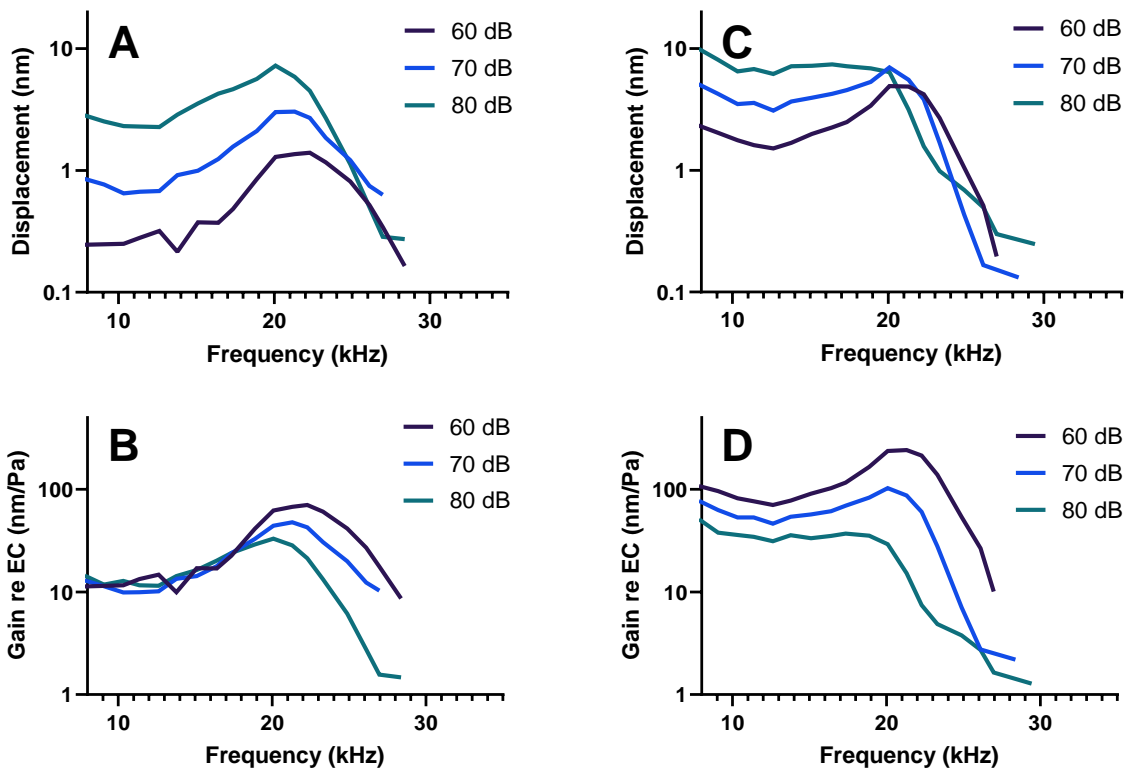 A
60 dB
70 dB
80 dB
Displacement (nm)
10
1
0.1
10
20
30
Frequency (kHz)
C
60 dB
70 dB
80 dB
Displacement (nm)
10
1
0.1
10
20
30
Frequency (kHz)
B
60 dB
70 dB
80 dB
Gain re EC (nm/Pa)
100
10
1
10
20
30
Frequency (kHz)
D
60 dB
70 dB
80 dB
Gain re EC (nm/Pa)
100
10
1
10
20
30
Frequency (kHz)